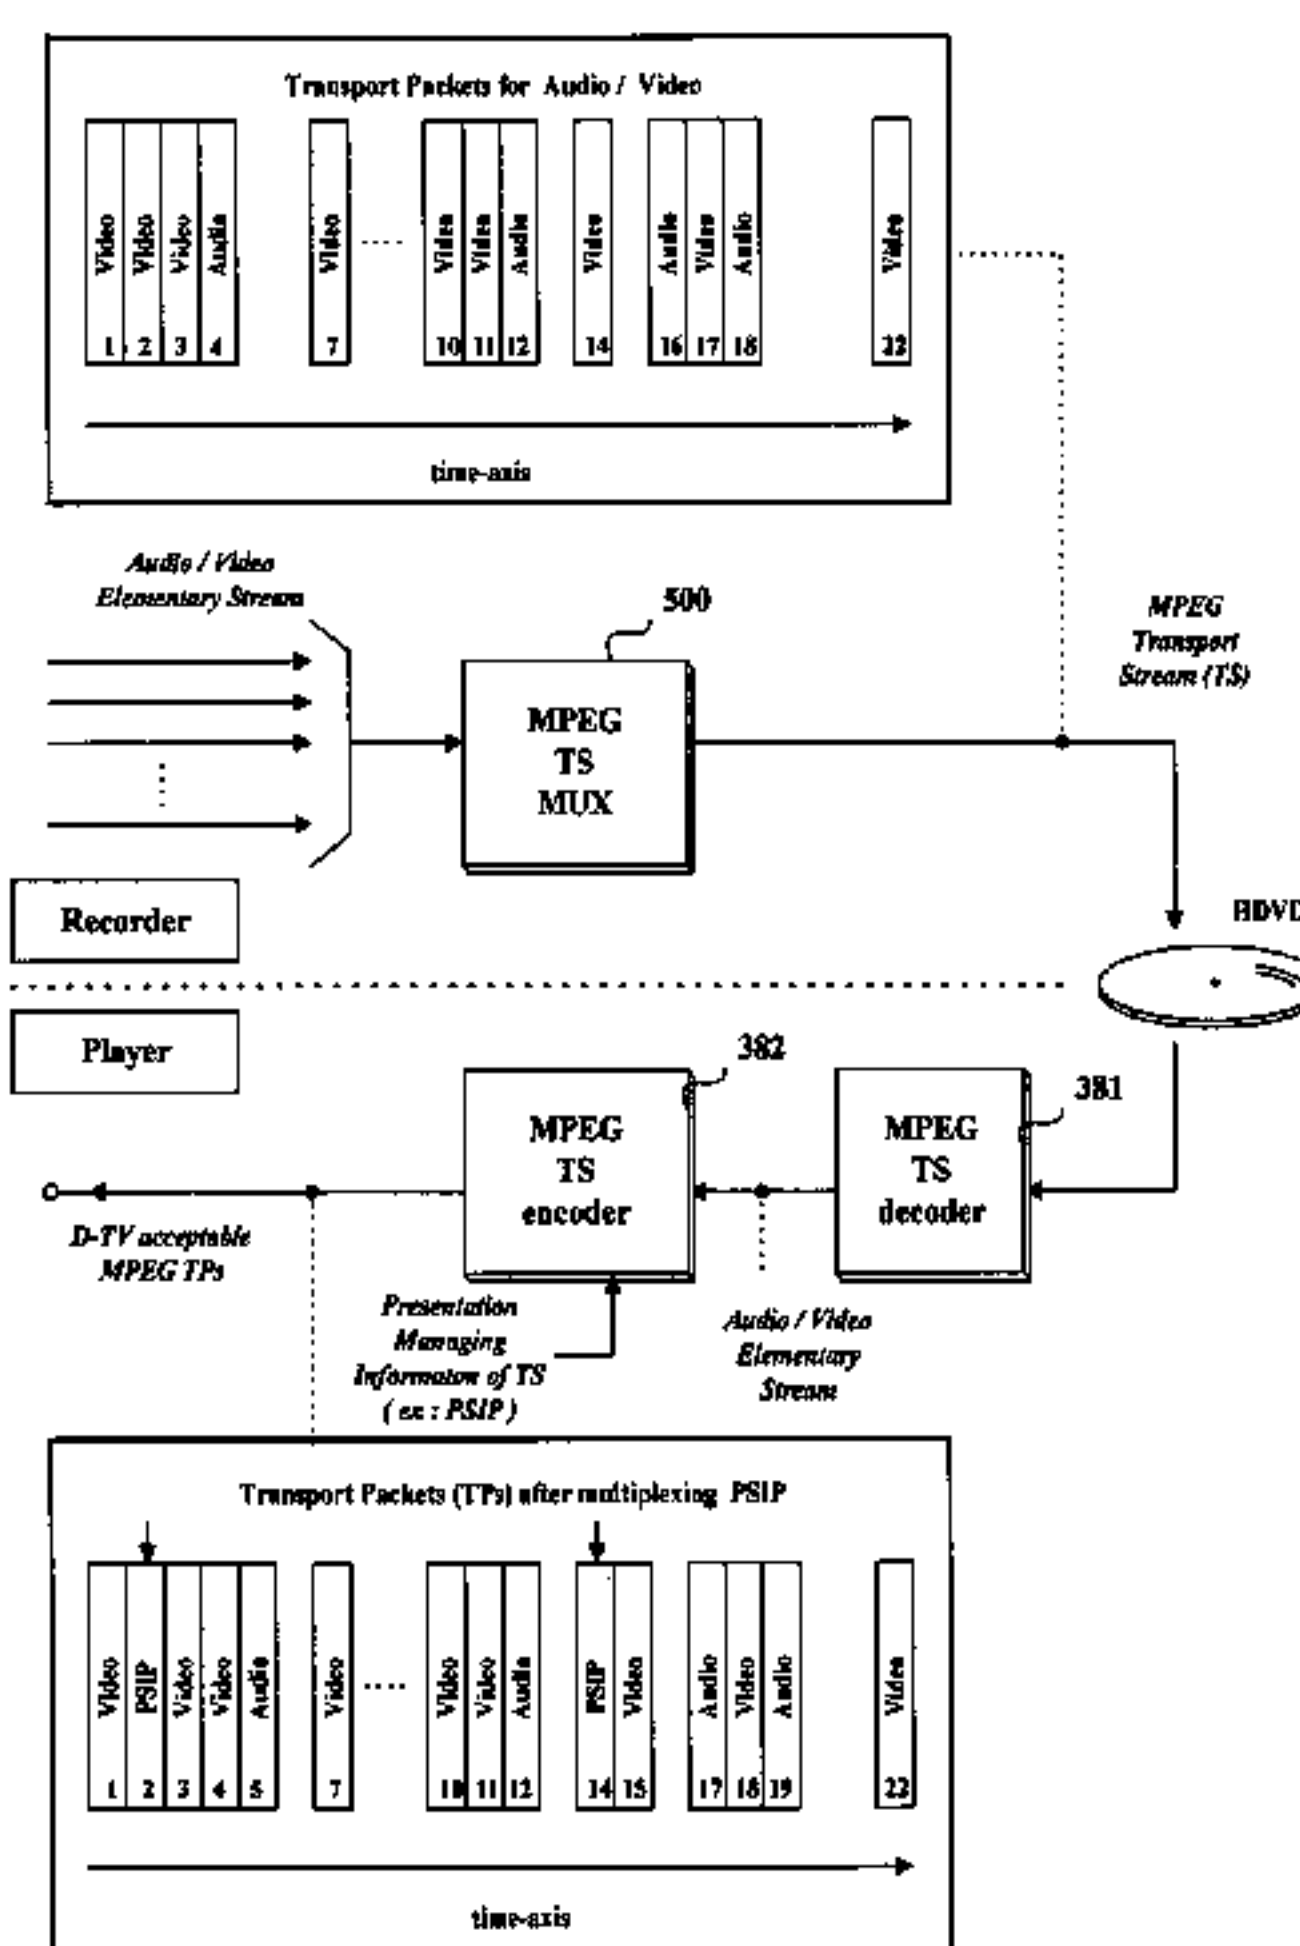 Transport Packets for Audio / Video
Video Video Video Audio Video Video Video Audio Video Audio Video Audio Video
1 2 3 4 7 10 11 12 14 16 17 18 22
time-axis
Audio / Video
Elementary Stream
500
MPEG
Transport
Stream (TS)
MPEG
TS
MUX
Recorder
HDVD
Player
382
381
MPEG
TS
encoder
MPEG
TS
decoder
D-TV acceptable
MPEG TPs
Presentation
Managing
Informaton of TS
( ex : PSIP )
Audio / Video
Elementary
Stream
Transport Packets (TPs) after multiplexing PSIP
Video PSIP Video Video Audio Video Video Video Audio PSIP Video Audio Video Audio Video
1 2 3 4 5 7 10 11 12 14 15 17 18 19 22
time-axis